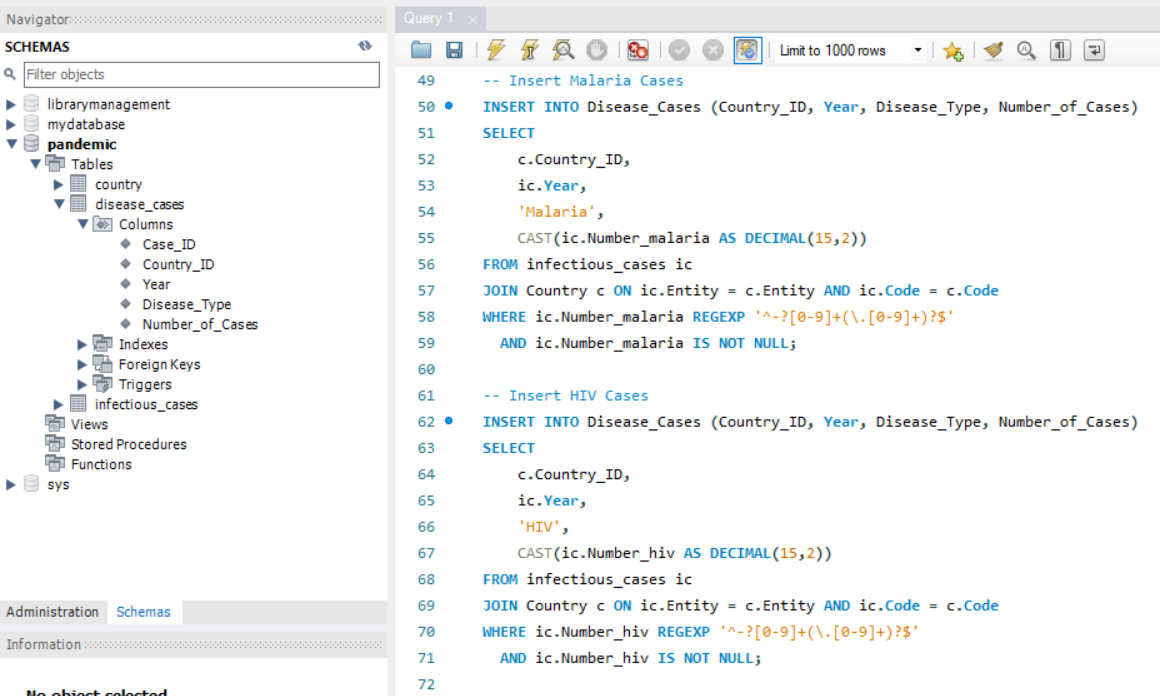 Navigator
SCHEMAS
Filter objects
librarymanagement
mydatabase
pandemic
Tables
country
disease_cases
Columns
Case_ID
Country_ID
Year
Disease_Type
Number_of_Cases
Indexes
Foreign Keys
Triggers
infectious_cases
Views
Stored Procedures
Functions
sys
Administration Schemas
Information
No object selected
Query 1
Limit to 1000 rows
49 -- Insert Malaria Cases
50 INSERT INTO Disease_Cases (Country_ID, Year, Disease_Type, Number_of_Cases)
51 SELECT
52 c.Country_ID,
53 ic.Year,
54 'Malaria',
55 CAST(ic.Number_malaria AS DECIMAL(15,2))
56 FROM infectious_cases ic
57 JOIN Country c ON ic.Entity = c.Entity AND ic.Code = c.Code
58 WHERE ic.Number_malaria REGEXP '^-?[0-9]+(\.[0-9]+)?$'
59 AND ic.Number_malaria IS NOT NULL;
60
61 -- Insert HIV Cases
62 INSERT INTO Disease_Cases (Country_ID, Year, Disease_Type, Number_of_Cases)
63 SELECT
64 c.Country_ID,
65 ic.Year,
66 'HIV',
67 CAST(ic.Number_hiv AS DECIMAL(15,2))
68 FROM infectious_cases ic
69 JOIN Country c ON ic.Entity = c.Entity AND ic.Code = c.Code
70 WHERE ic.Number_hiv REGEXP '^-?[0-9]+(\.[0-9]+)?$'
71 AND ic.Number_hiv IS NOT NULL;
72